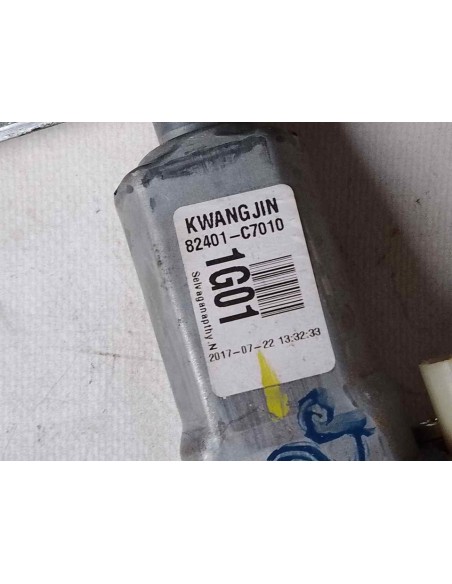 KWANGJIN
82401-C7010
1G01
Selvaganapthy.N
2017-07-22 13:32:33